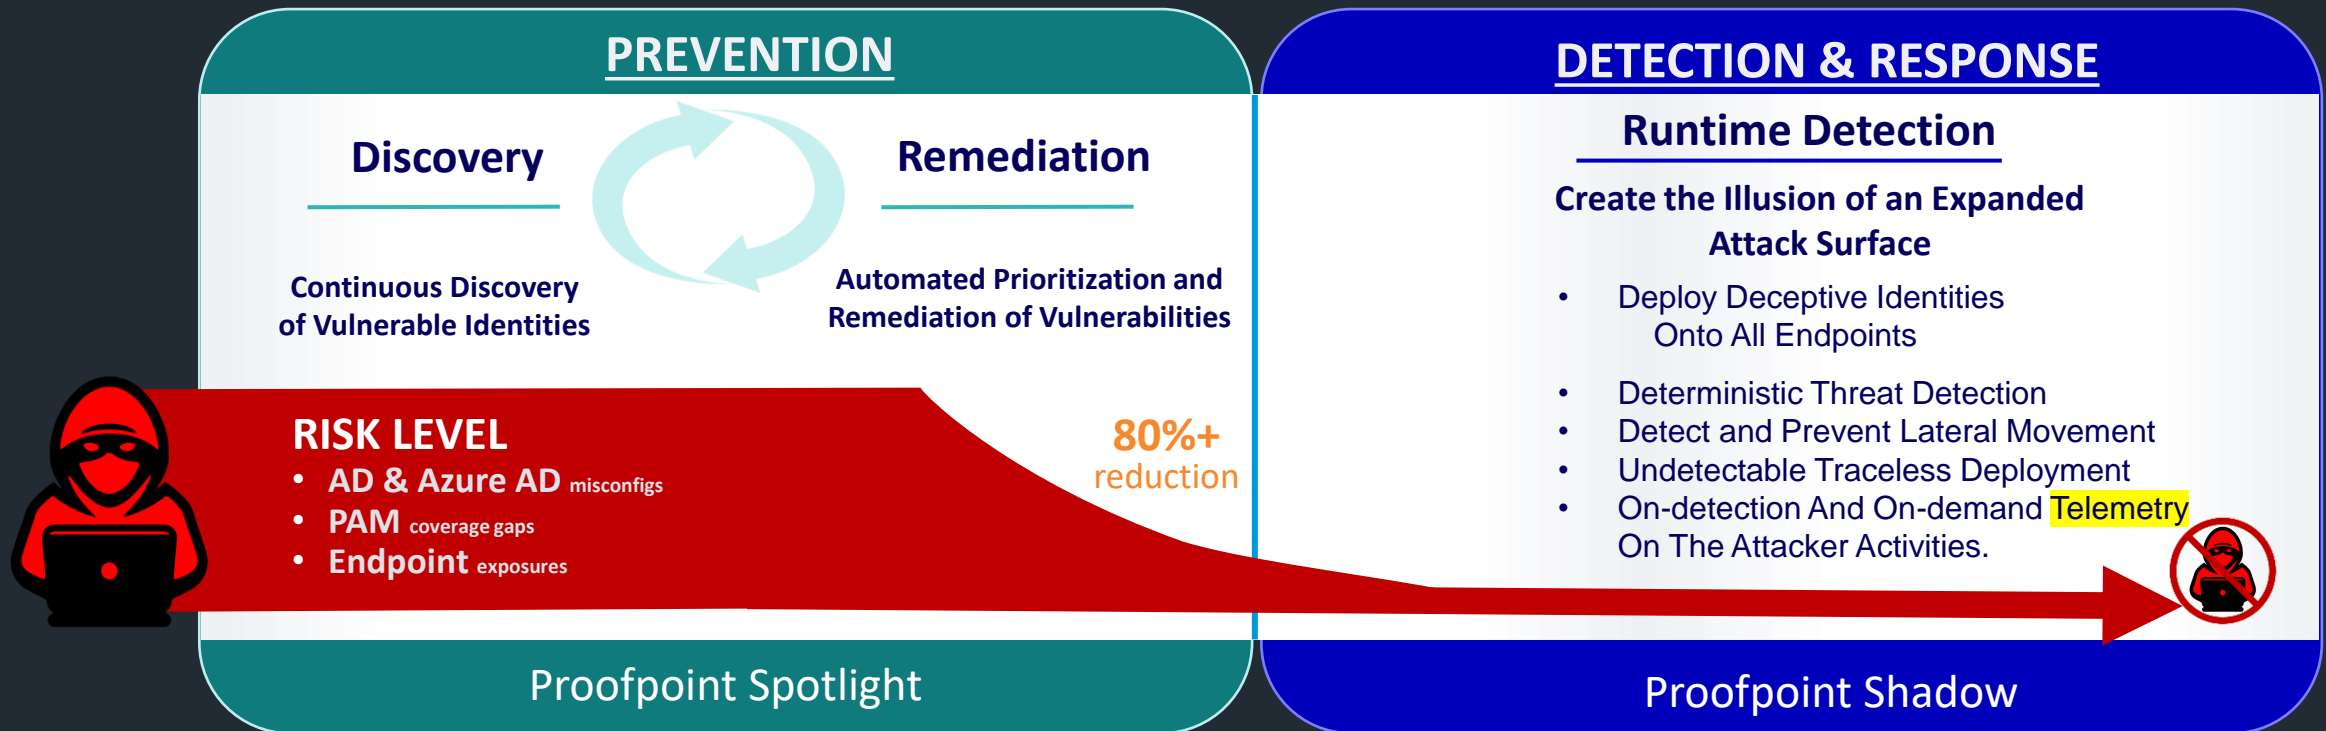 PREVENTION
Discovery
Continuous Discovery
of Vulnerable Identities
Remediation
Automated Prioritization and
Remediation of Vulnerabilities
RISK LEVEL
• AD & Azure AD misconfigs
• PAM coverage gaps
• Endpoint exposures
80%+
reduction
Proofpoint Spotlight
DETECTION & RESPONSE
Runtime Detection
Create the Illusion of an Expanded
Attack Surface
• Deploy Deceptive Identities
Onto All Endpoints
• Deterministic Threat Detection
• Detect and Prevent Lateral Movement
• Undetectable Traceless Deployment
• On-detection And On-demand Telemetry
On The Attacker Activities.
Proofpoint Shadow